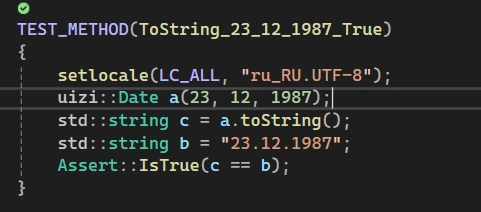 TEST_METHOD(ToString_23_12_1987_True)
{
setlocale(LC_ALL, "ru_RU.UTF-8");
uizi::Date a(23, 12, 1987);
std::string c = a.toString();
std::string b = "23.12.1987";
Assert::IsTrue(c == b);
}